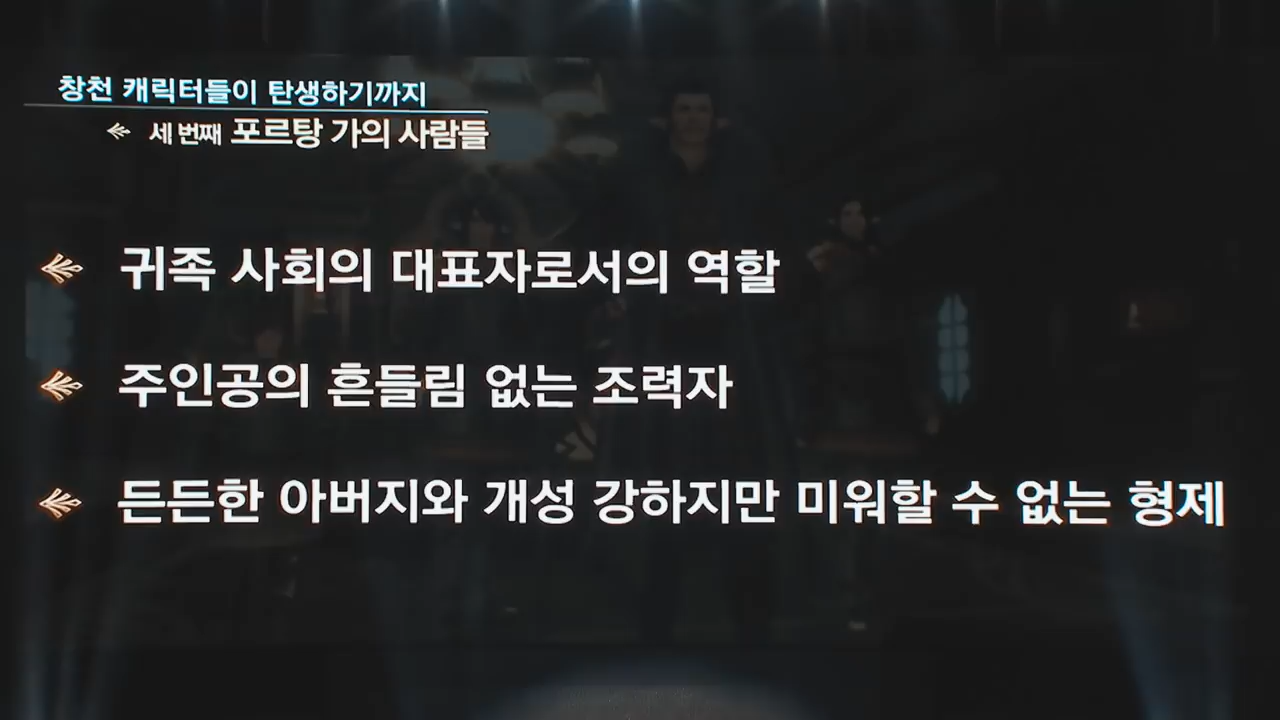 창천 캐릭터들이 탄생하기까지
세 번째 포르탕 가의 사람들
귀족 사회의 대표자로서의 역할
주인공의 흔들림 없는 조력자
든든한 아버지와 개성 강하지만 미워할 수 없는 형제